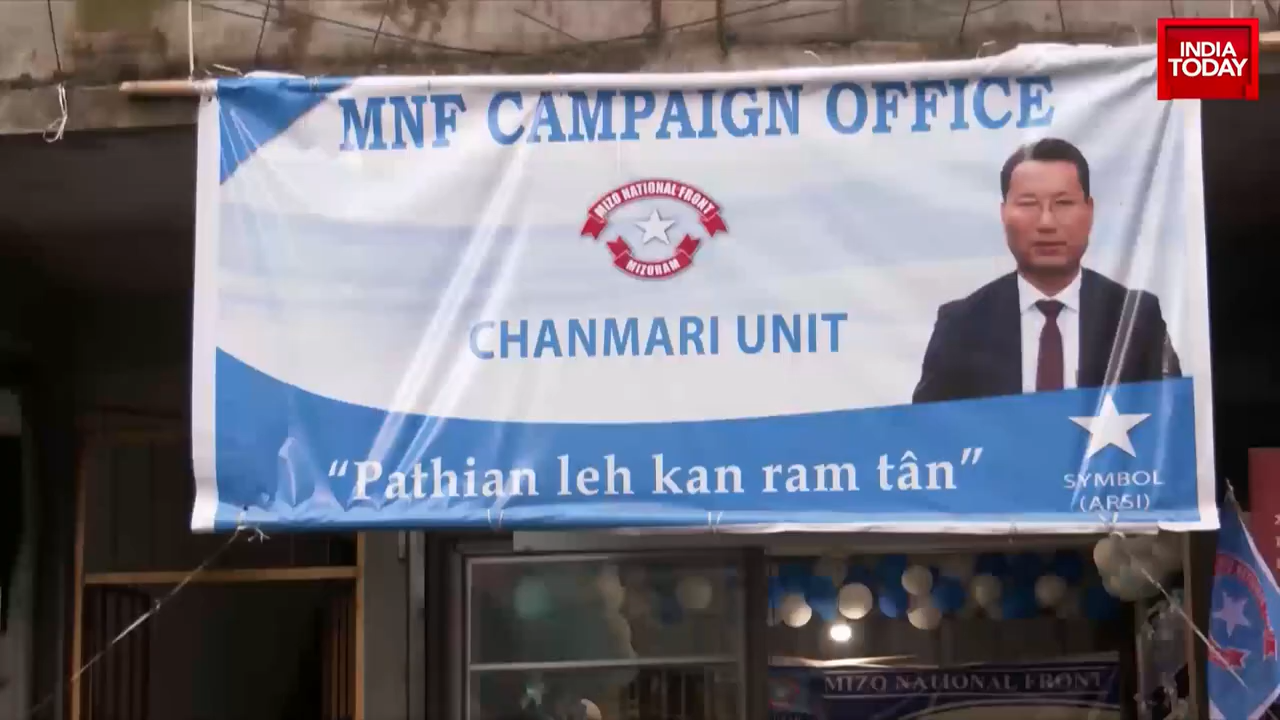 INDIA
TODAY
MNF CAMPAIGN OFFICE
MIZO NATIONAL FRONT
MIZORAM
CHANMARI UNIT
"Pathian leh kan ram tân"
SYMBOL
(ARSI)
MIZO NATIONAL FRONT